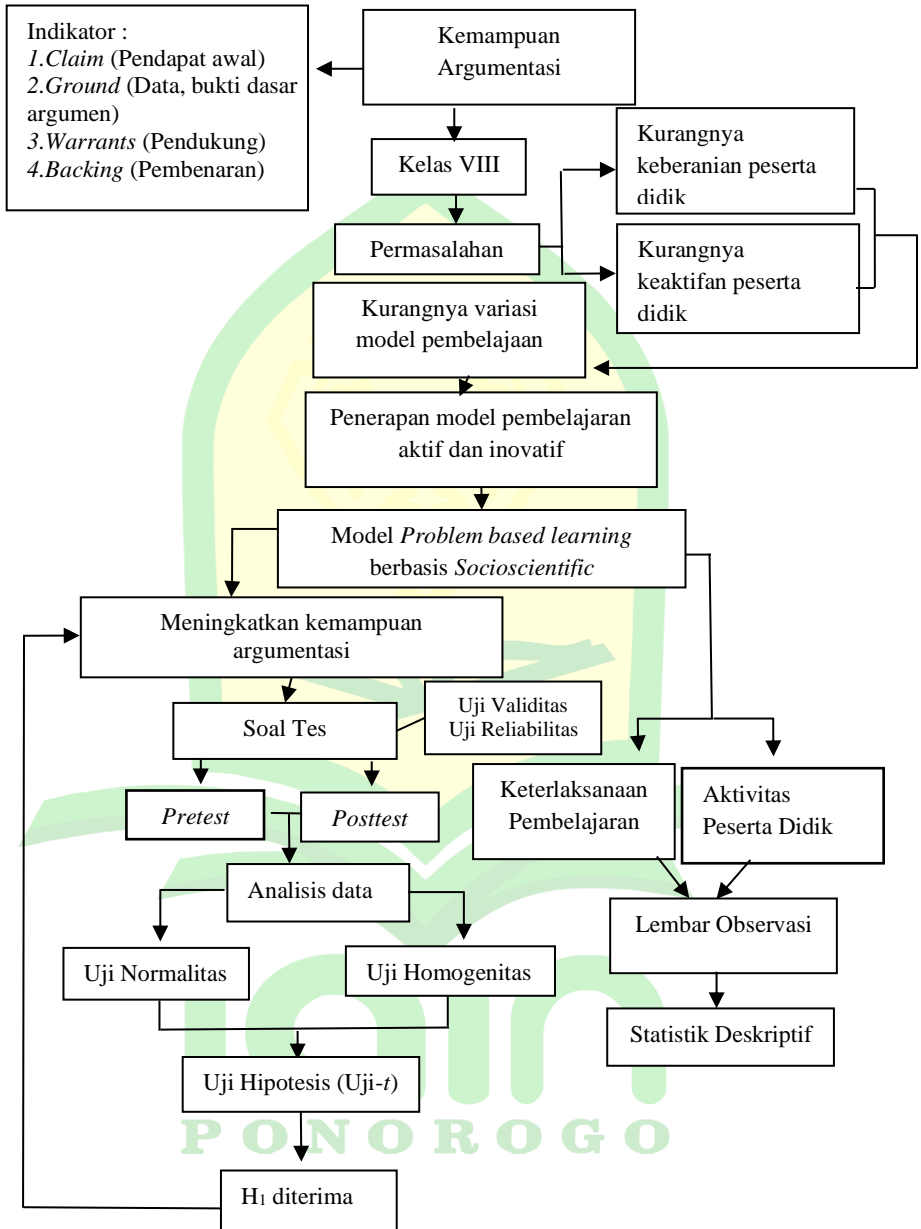 Indikator :
1.Claim (Pendapat awal)
2.Ground (Data, bukti dasar
argumen)
3.Warrants (Pendukung)
4.Backing (Pembenaran)
Kemampuan
Argumentasi
Kelas VIII
Kurangnya
keberanian peserta
didik
Permasalahan
Kurangnya
keaktifan peserta
didik
Kurangnya variasi
model pembelajaan
Penerapan model pembelajaran
aktif dan inovatif
Model Problem based learning
berbasis Socioscientific
Meningkatkan kemampuan
argumentasi
Soal Tes
Uji Validitas
Uji Reliabilitas
Pretest
Posttest
Keterlaksanaan
Pembelajaran
Aktivitas
Peserta Didik
Analisis data
Lembar Observasi
Uji Normalitas
Uji Homogenitas
Statistik Deskriptif
Uji Hipotesis (Uji-t)
iain
PONOROGO
H1 diterima